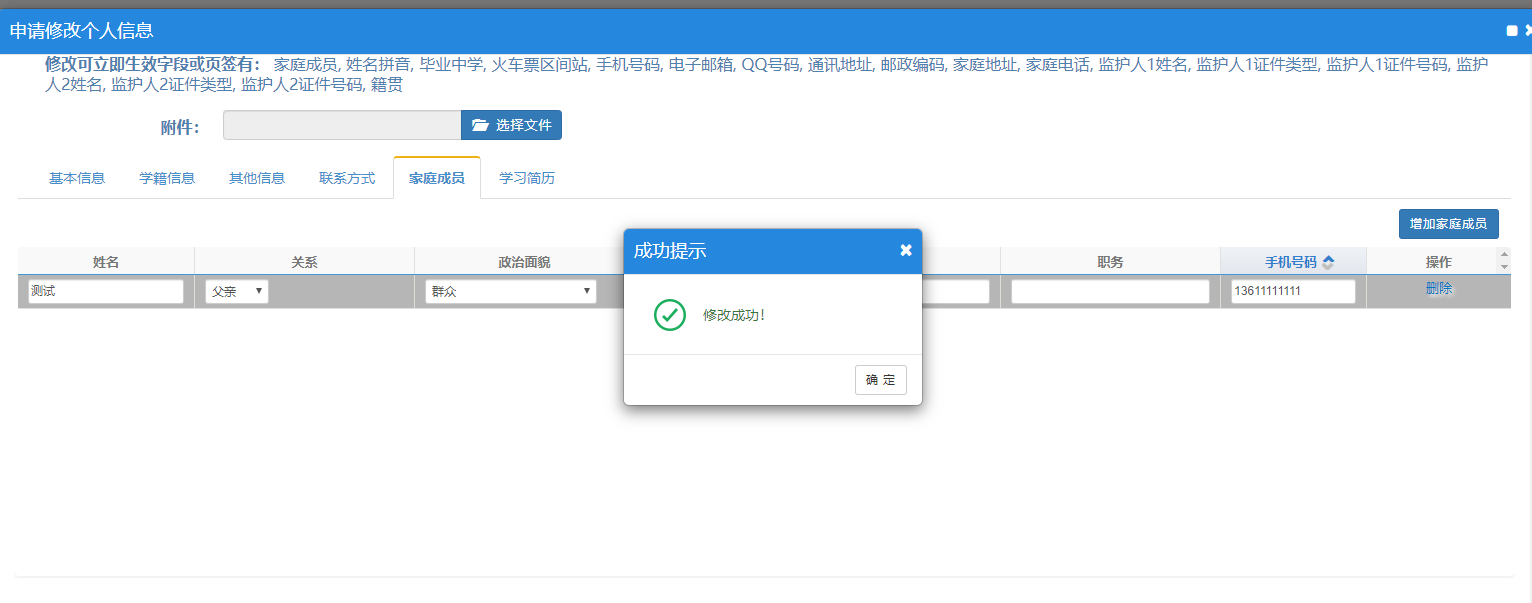 申请修改个人信息
修改可立即生效字段或页签有： 家庭成员, 姓名拼音, 毕业中学, 火车票区间站, 手机号码, 电子邮箱, QQ号码, 通讯地址, 邮政编码, 家庭地址, 家庭电话, 监护人1姓名, 监护人1证件类型, 监护人1证件号码, 监护
人2姓名, 监护人2证件类型, 监护人2证件号码, 籍贯
附件： 选择文件
基本信息 学籍信息 其他信息 联系方式 家庭成员 学习简历
增加家庭成员
姓名 关系 政治面貌 职务 手机号码 操作
测试 父亲 群众 13611111111 删除
成功提示
修改成功！
确 定